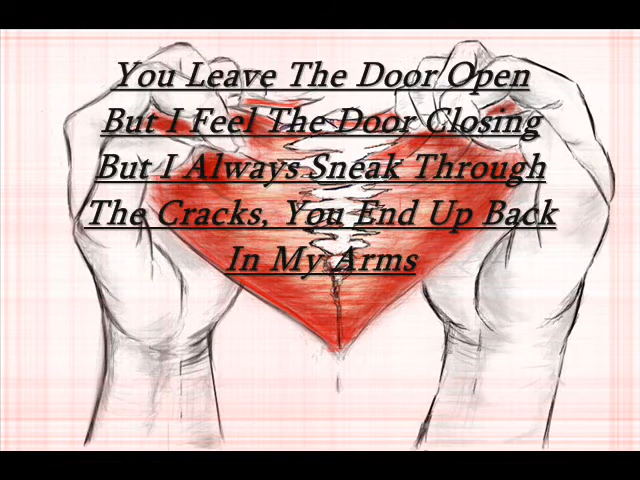 You Leave The Door Open
But I Feel The Door Closing
But I Always Sneak Through
The Cracks, You End Up Back
In My Arms